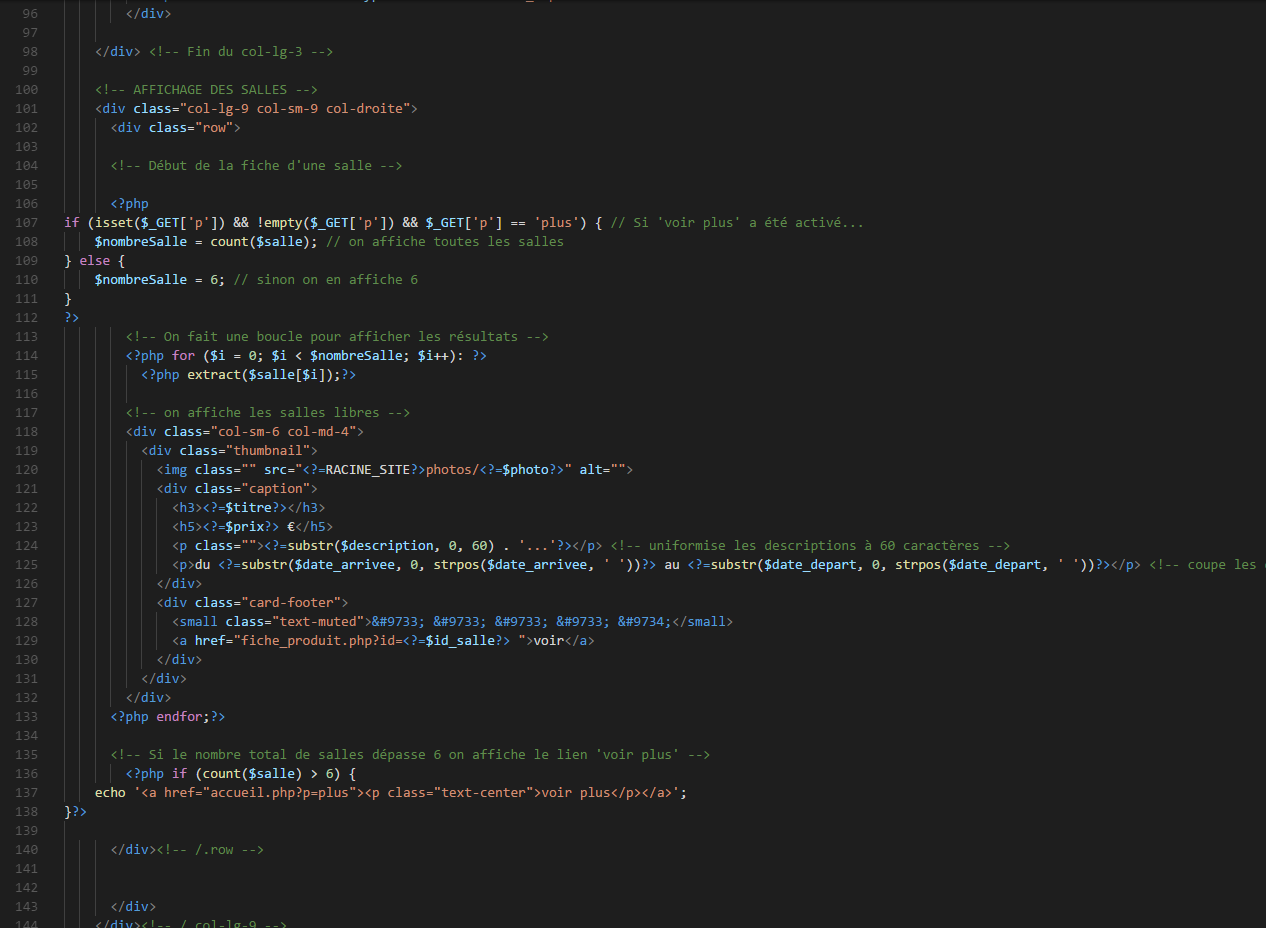 96 </div>
97
98 </div> <!-- Fin du col-lg-3 -->
99
100 <!-- AFFICHAGE DES SALLES -->
101 <div class="col-lg-9 col-sm-9 col-droite">
102 <div class="row">
103
104 <!-- Début de la fiche d'une salle -->
105
106 <?php
107 if (isset($_GET['p']) && !empty($_GET['p']) && $_GET['p'] == 'plus') { // Si 'voir plus' a été activé...
108 $nombreSalle = count($salle); // on affiche toutes les salles
109 } else {
110 $nombreSalle = 6; // sinon on en affiche 6
111 }
112 ?>
113 <!-- On fait une boucle pour afficher les résultats -->
114 <?php for ($i = 0; $i < $nombreSalle; $i++): ?>
115 <?php extract($salle[$i]);?>
116
117 <!-- on affiche les salles libres -->
118 <div class="col-sm-6 col-md-4">
119 <div class="thumbnail">
120 <img class="" src="<?=RACINE_SITE?>photos/<?=$photo?>" alt="">
121 <div class="caption">
122 <h3><?=$titre?></h3>
123 <h5><?=$prix?> €</h5>
124 <p class=""><?=substr($description, 0, 60) . '...'?></p> <!-- uniformise les descriptions à 60 caractères -->
125 <p>du <?=substr($date_arrivee, 0, strpos($date_arrivee, ' '))?> au <?=substr($date_depart, 0, strpos($date_depart, ' '))?></p> <!-- coupe les
126 </div>
127 <div class="card-footer">
128 <small class="text-muted">&#9733; &#9733; &#9733; &#9733; &#9734;</small>
129 <a href="fiche_produit.php?id=<?=$id_salle?> ">voir</a>
130 </div>
131 </div>
132 </div>
133 <?php endfor;?>
134
135 <!-- Si le nombre total de salles dépasse 6 on affiche le lien 'voir plus' -->
136 <?php if (count($salle) > 6) {
137 echo '<a href="accueil.php?p=plus"><p class="text-center">voir plus</p></a>';
138 }?>
139
140 </div><!-- /.row -->
141
142
143 </div>
144 </div><!-- /.col-lg-9 -->